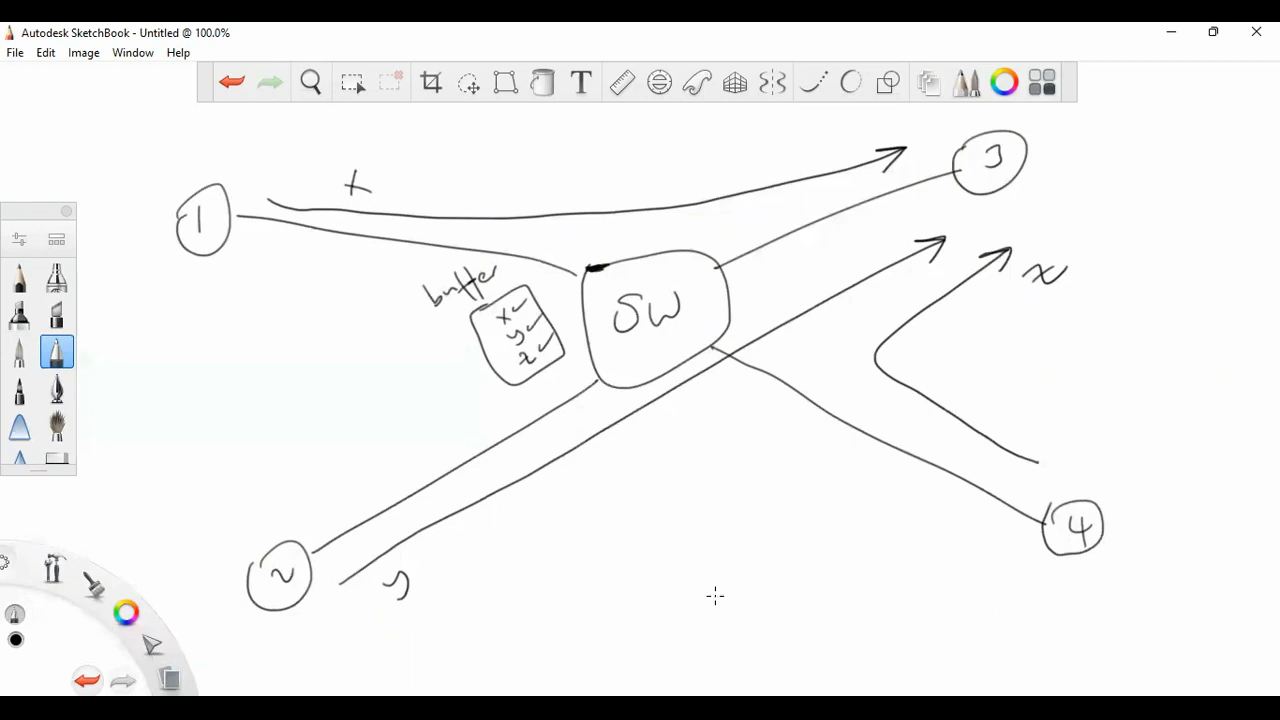 Autodesk SketchBook - Untitled @ 100.0%
File Edit Image Window Help
T
x
3
1
buffer
SW
x
y
z
z
4
2
y